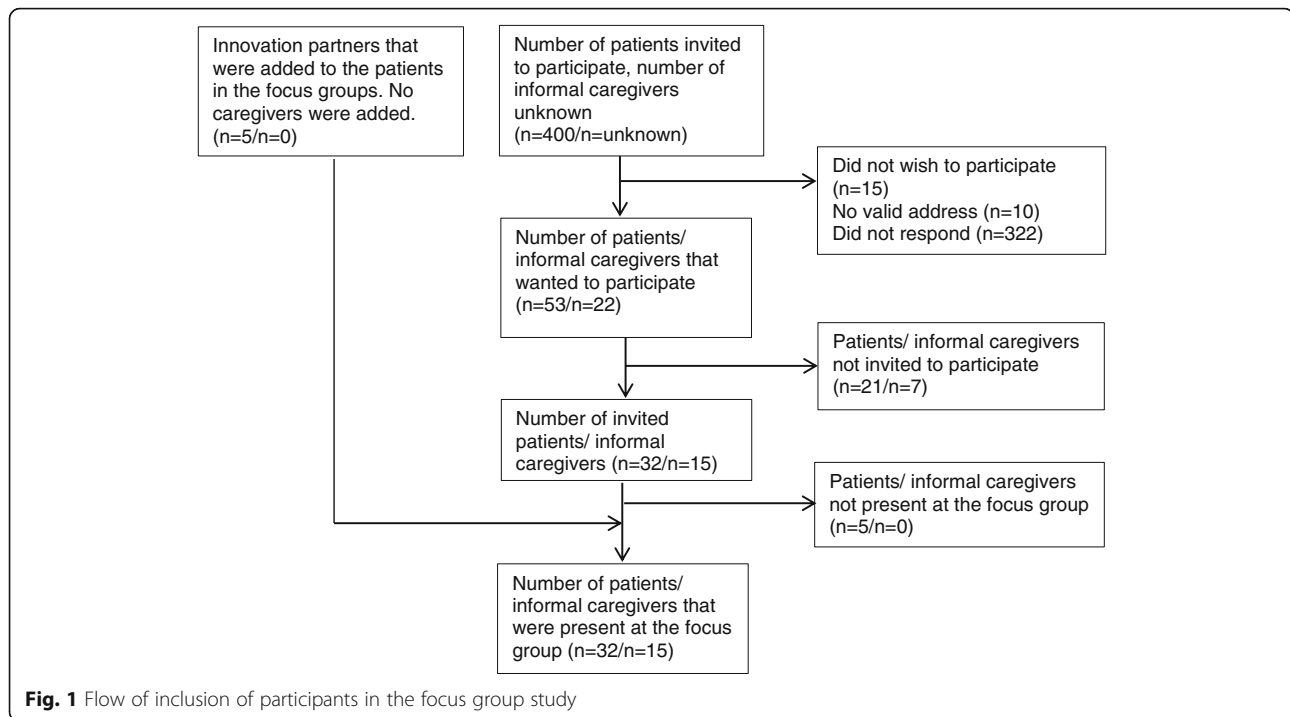 Innovation partners that
were added to the patients
in the focus groups. No
caregivers were added.
(n=5/n=0)
Number of patients invited
to participate, number of
informal caregivers
unknown
(n=400/n=unknown)
Did not wish to participate
(n=15)
No valid address (n=10)
Did not respond (n=322)
Number of patients/
informal caregivers that
wanted to participate
(n=53/n=22)
Patients/ informal caregivers
not invited to participate
(n=21/n=7)
Number of invited
patients/ informal
caregivers (n=32/n=15)
Patients/ informal caregivers
not present at the focus group
(n=5/n=0)
Number of patients/
informal caregivers that
were present at the focus
group (n=32/n=15)
Fig. 1 Flow of inclusion of participants in the focus group study